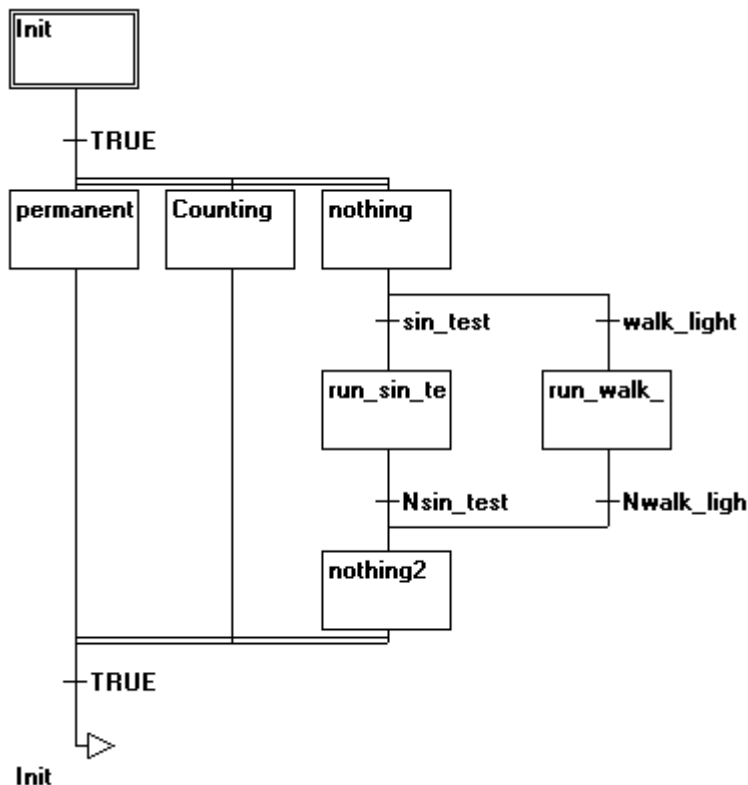 Init
TRUE
permanent Counting nothing
sin_test walk_light
run_sin_te run_walk_
Nsin_test Nwalk_ligh
nothing2
TRUE
Init